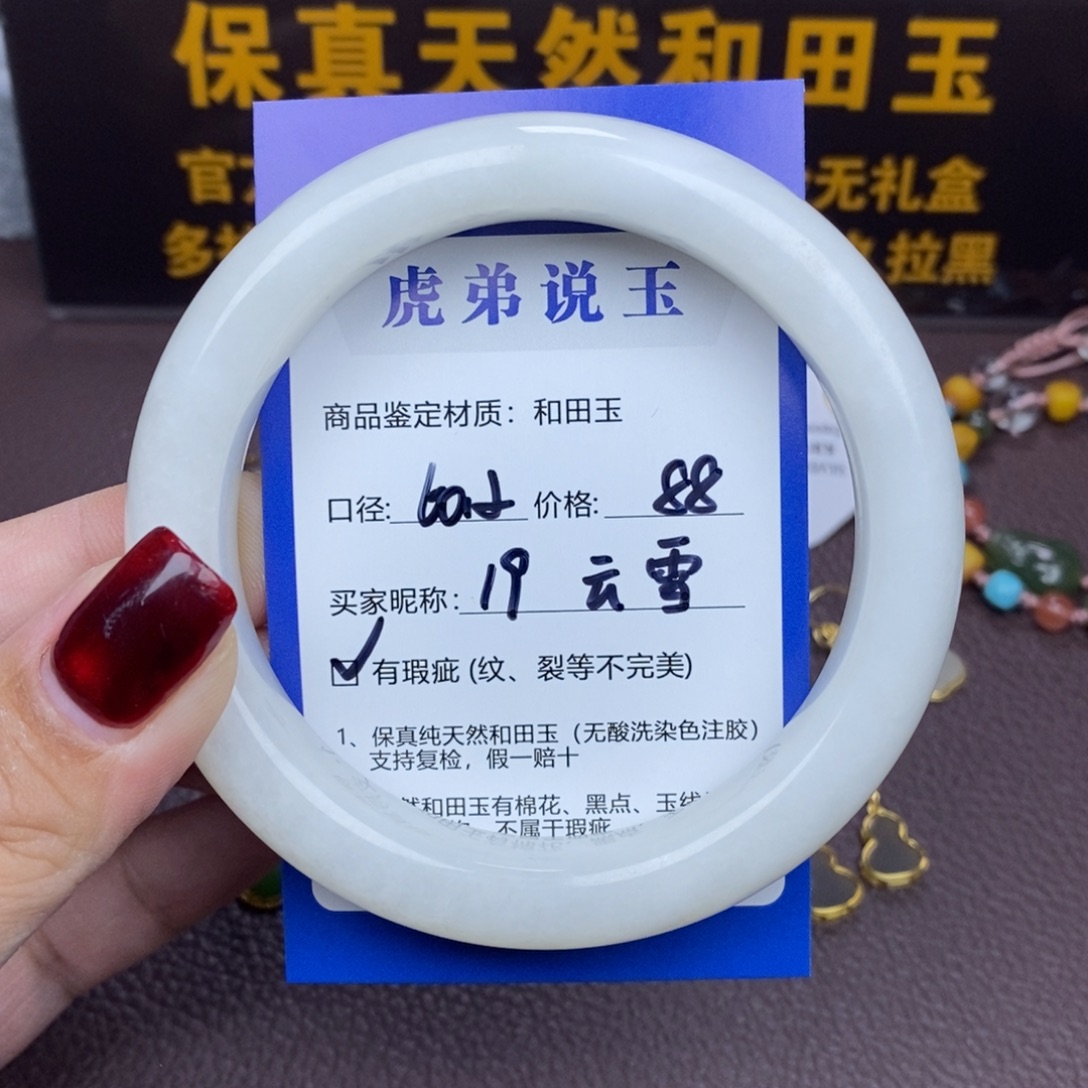 保真天然和田玉
官 无礼盒
多 拉黑
虎弟说玉
商品鉴定材质：和田玉
口径: 价格: 88
买家昵称: 19 云雪
有瑕疵 (纹、裂等不完美)
1、保真纯天然和田玉（无酸洗染色注胶）
支持复检，假一赔十
然和田玉有棉花、黑点、玉线
不属于瑕疵